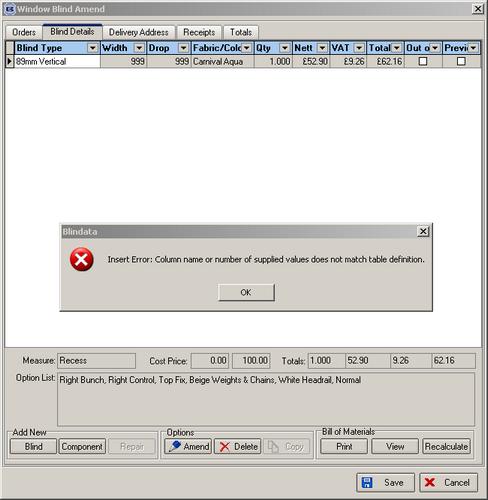 Window Blind Amend
Orders Blind Details Delivery Address Receipts Totals
Blind Type Width Drop Fabric/Colo Qty Nett VAT Total Out o Previe
89mm Vertical 999 999 Carnival Aqua 1.000 £52.90 £9.26 £62.16
Blindata
Insert Error: Column name or number of supplied values does not match table definition.
OK
Measure: Recess Cost Price: 0.00 100.00 Totals: 1.000 52.90 9.26 62.16
Option List: Right Bunch, Right Control, Top Fix, Beige Weights & Chains, White Headrail, Normal
Add New Options Bill of Materials
Blind Component Repair Amend Delete Copy Print View Recalculate
Save Cancel